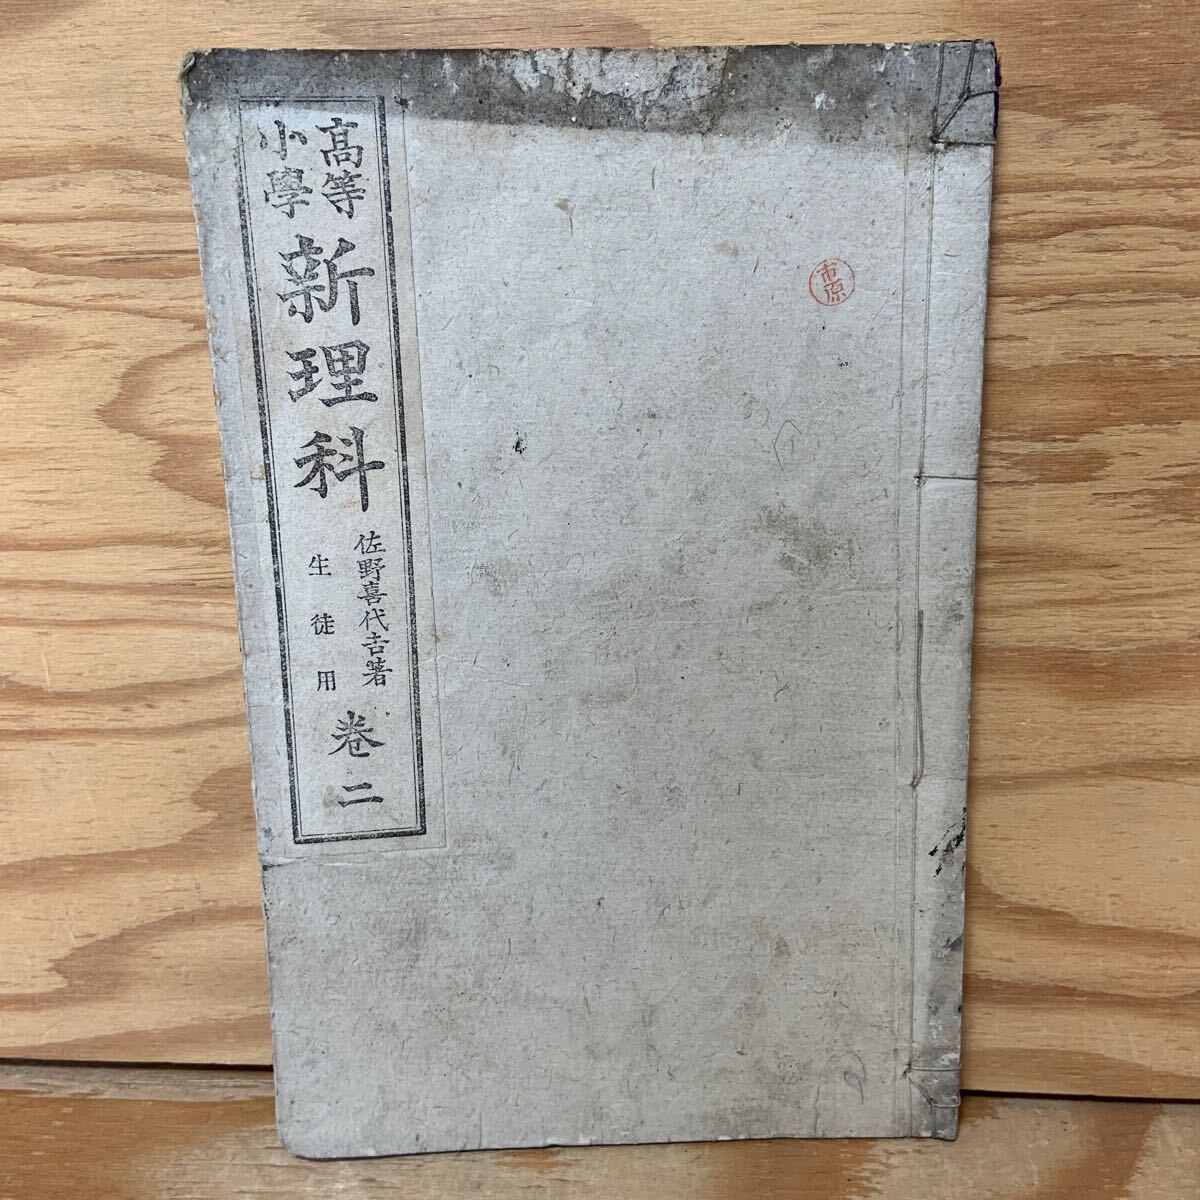 高等
小學
新理科
佐野喜代吉著
生徒用
卷二
市原